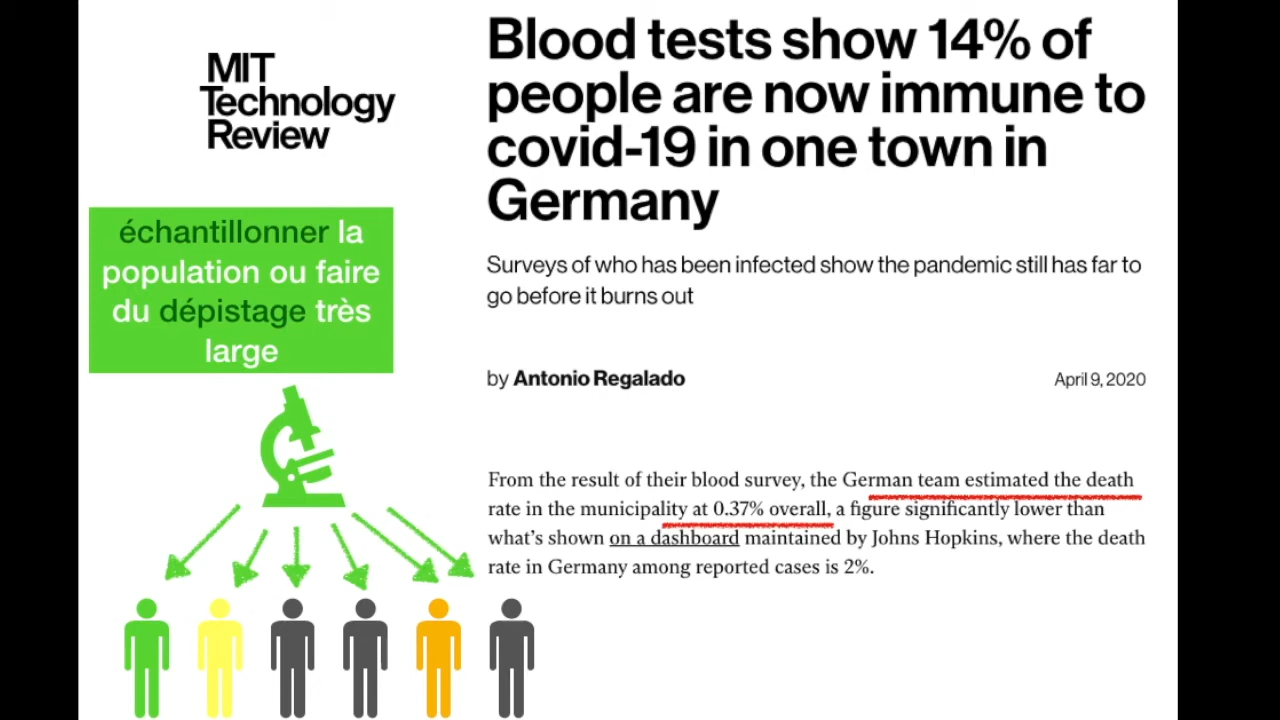 MIT
Technology
Review
Blood tests show 14% of
people are now immune to
covid-19 in one town in
Germany
Surveys of who has been infected show the pandemic still has far to
go before it burns out
by Antonio Regalado
April 9, 2020
échantillonner la
population ou faire
du dépistage très
large
From the result of their blood survey, the German team estimated the death
rate in the municipality at 0.37% overall, a figure significantly lower than
what's shown on a dashboard maintained by Johns Hopkins, where the death
rate in Germany among reported cases is 2%.